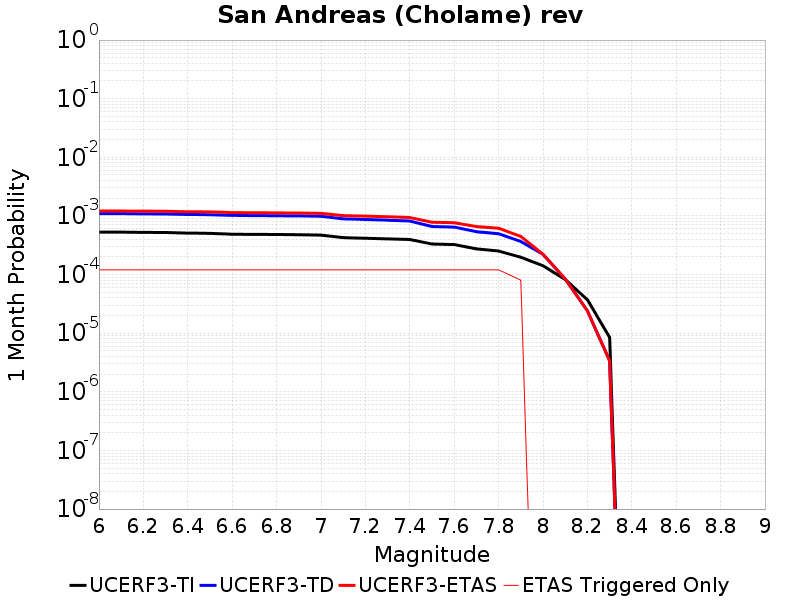 San Andreas (Cholame) rev
10^0
10^-1
10^-2
10^-3
10^-4
10^-5
10^-6
10^-7
10^-8
1 Month Probability
6 6.2 6.4 6.6 6.8 7 7.2 7.4 7.6 7.8 8 8.2 8.4 8.6 8.8 9
Magnitude
UCERF3-TI UCERF3-TD UCERF3-ETAS ETAS Triggered Only